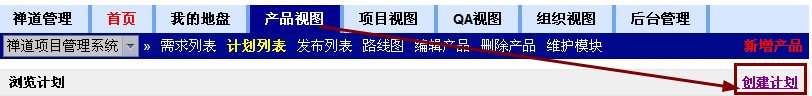 禅道管理 首页 我的地盘 产品视图 项目视图 QA视图 组织视图 后台管理
禅道项目管理系统 » 需求列表 计划列表 发布列表 路线图 编辑产品 删除产品 维护模块 新增产品
浏览计划 创建计划